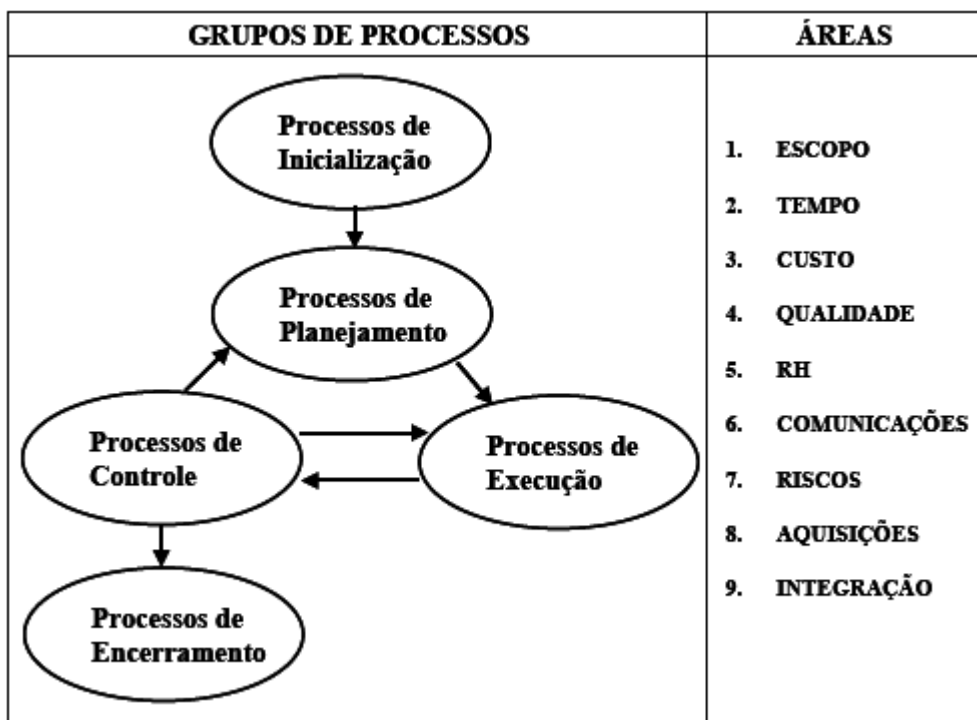 GRUPOS DE PROCESSOS
ÁREAS
Processos de
Inicialização
Processos de
Planejamento
Processos de
Controle
Processos de
Execução
Processos de
Encerramento
1. ESCOPO
2. TEMPO
3. CUSTO
4. QUALIDADE
5. RH
6. COMUNICAÇÕES
7. RISCOS
8. AQUISIÇÕES
9. INTEGRAÇÃO